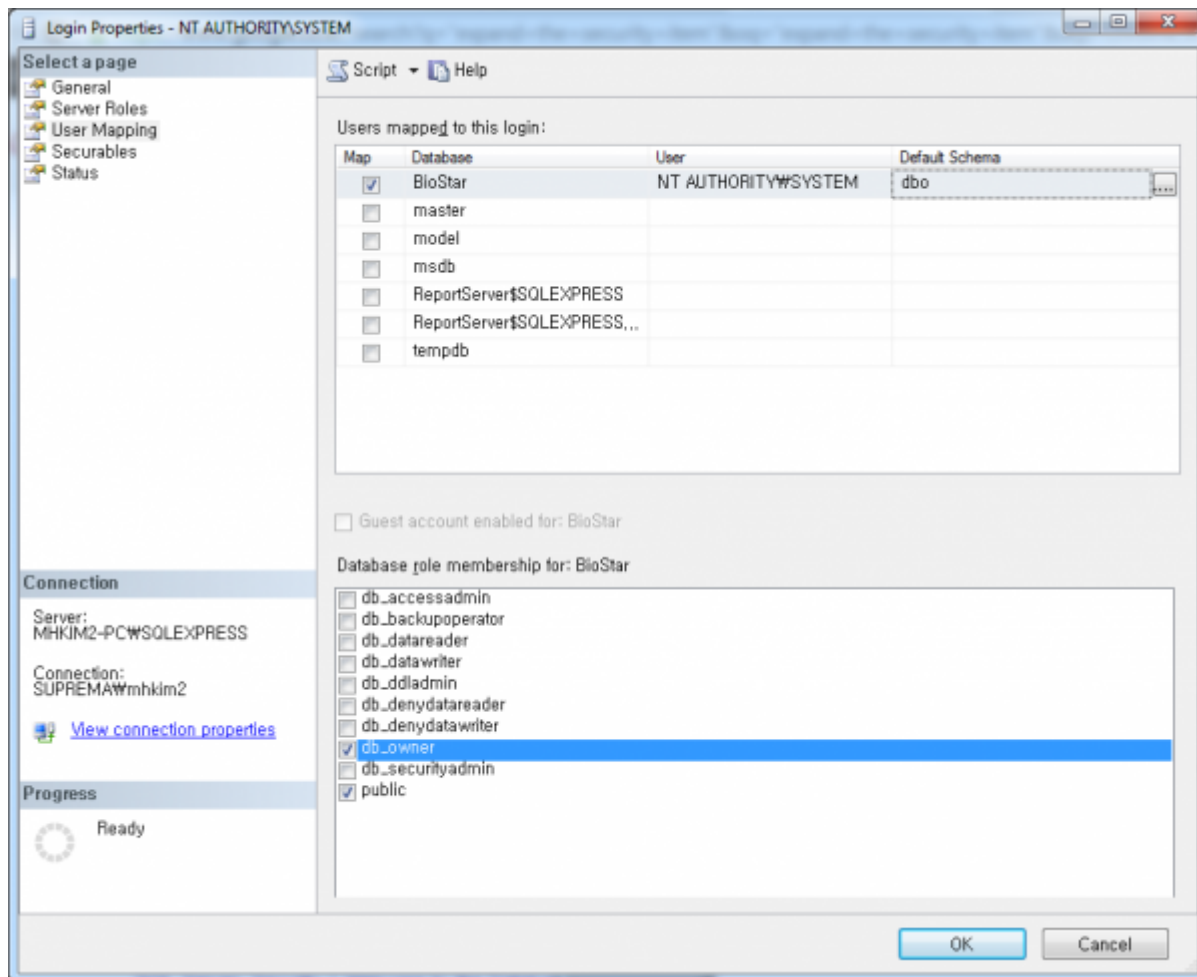 Login Properties - NT AUTHORITY\SYSTEM
Select a page
General
Server Roles
User Mapping
Securables
Status
Script
Help
Users mapped to this login:
Map Database User Default Schema
BioStar NT AUTHORITY₩SYSTEM dbo ...
master
model
msdb
ReportServer$SQLEXPRESS
ReportServer$SQLEXPRESS...
tempdb
Guest account enabled for: BioStar
Database role membership for: BioStar
db_accessadmin
db_backupoperator
db_datareader
db_datawriter
db_ddladmin
db_denydatareader
db_denydatawriter
db_owner
db_securityadmin
public
Connection
Server:
MHKIM2-PC₩SQLEXPRESS
Connection:
SUPREMA₩mhkim2
View connection properties
Progress
Ready
OK
Cancel